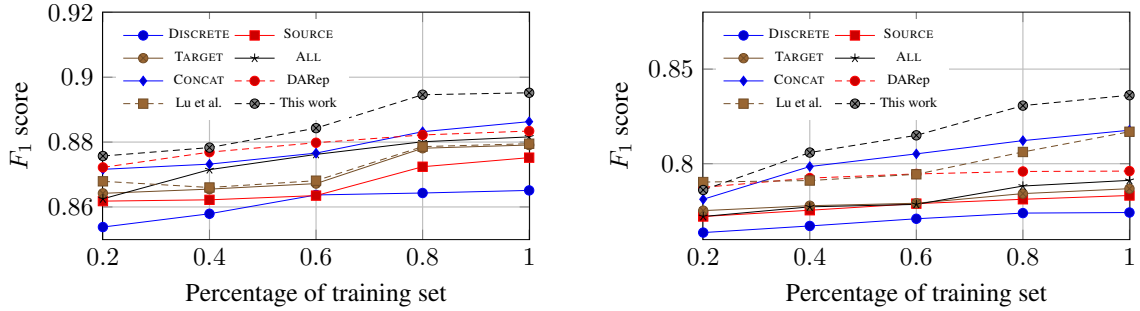 0.92
0.9
0.88
0.86
F1 score
DISCRETE SOURCE
TARGET ALL
CONCAT DARep
Lu et al. This work
0.2 0.4 0.6 0.8 1
Percentage of training set
0.85
0.8
F1 score
DISCRETE SOURCE
TARGET ALL
CONCAT DARep
Lu et al. This work
0.2 0.4 0.6 0.8 1
Percentage of training set